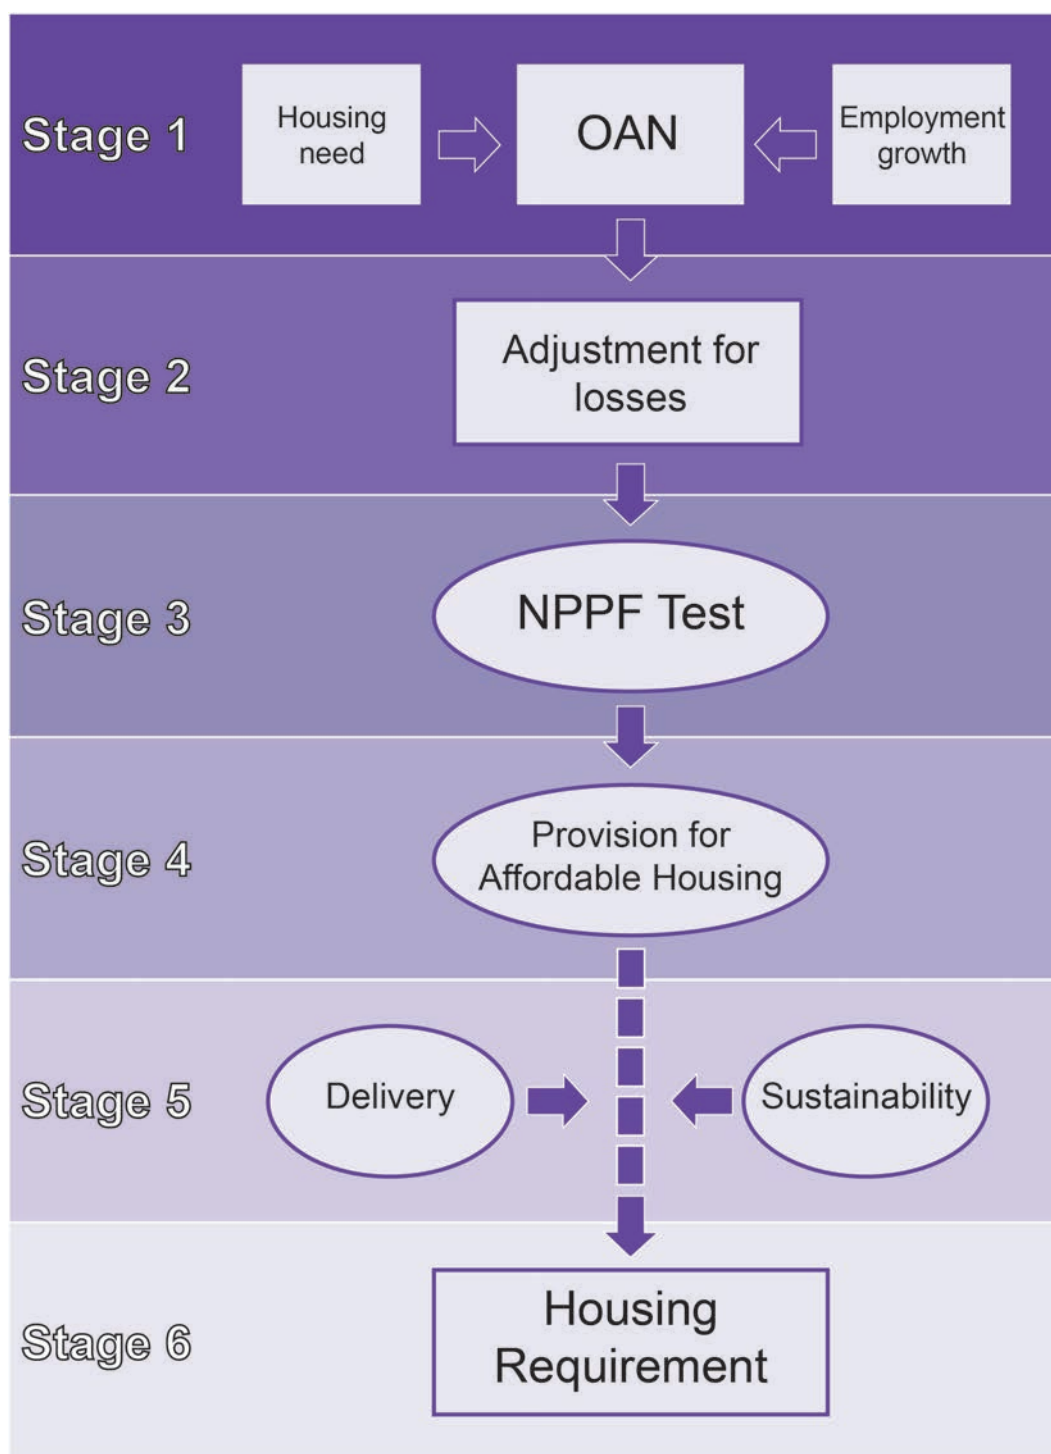 Stage 1
Housing
need
OAN
Employment
growth
Stage 2
Adjustment for
losses
Stage 3
NPPF Test
Stage 4
Provision for
Affordable Housing
Stage 5
Delivery
Sustainability
Stage 6
Housing
Requirement